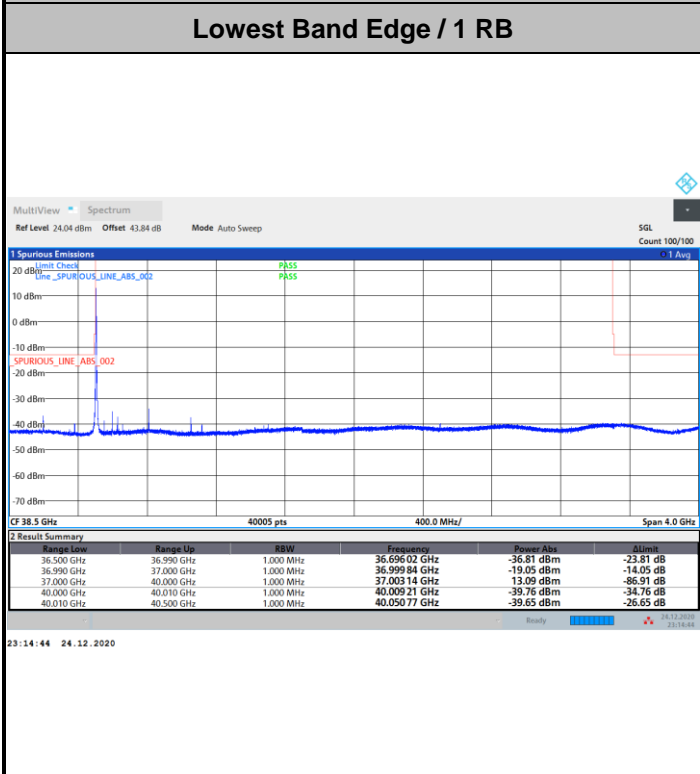 Lowest Band Edge / 1 RB
MultiView Spectrum
Ref Level 24.04 dBm Offset 43.84 dB Mode Auto Sweep SGL
Count 100/100
1 Spurious Emissions 1 Avg
Limit Check PASS
20 dBm
Line _SPURIOUS_LINE_ABS_002 PASS
10 dBm
0 dBm
-10 dBm
_SPURIOUS_LINE_ABS_002
-20 dBm
-30 dBm
-40 dBm
-50 dBm
-60 dBm
-70 dBm
CF 38.5 GHz 40005 pts 400.0 MHz/ Span 4.0 GHz
2 Result Summary
Range Low Range Up RBW Frequency Power Abs ΔLimit
36.500 GHz 36.990 GHz 1.000 MHz 36.696 02 GHz -36.81 dBm -23.81 dB
36.990 GHz 37.000 GHz 1.000 MHz 36.999 84 GHz -19.05 dBm -14.05 dB
37.000 GHz 40.000 GHz 1.000 MHz 37.003 14 GHz 13.09 dBm -86.91 dB
40.000 GHz 40.010 GHz 1.000 MHz 40.009 21 GHz -39.76 dBm -34.76 dB
40.010 GHz 40.500 GHz 1.000 MHz 40.050 77 GHz -39.65 dBm -26.65 dB
Ready 24.12.2020
23:14:44
23:14:44 24.12.2020